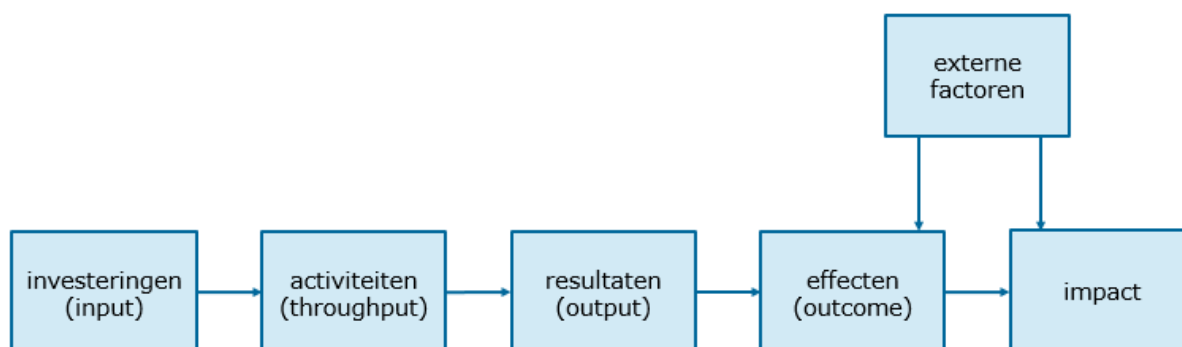 externe
factoren
investeringen
(input)
activiteiten
(throughput)
resultaten
(output)
effecten
(outcome)
impact